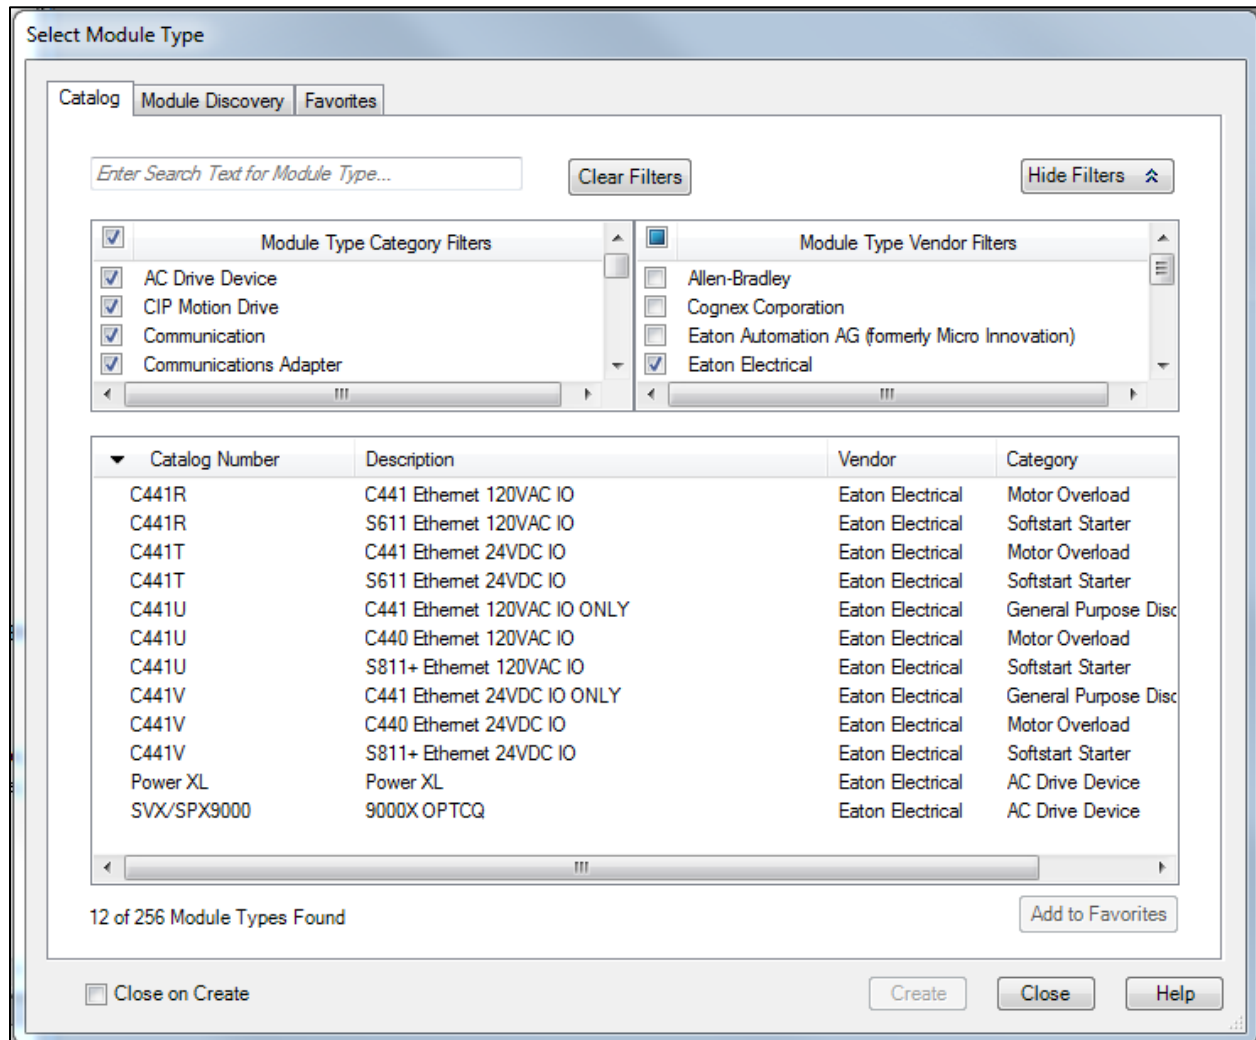 Select Module Type
Catalog Module Discovery Favorites
Enter Search Text for Module Type... Clear Filters Hide Filters
Module Type Category Filters Module Type Vendor Filters
AC Drive Device Allen-Bradley
CIP Motion Drive Cognex Corporation
Communication Eaton Automation AG (formerly Micro Innovation)
Communications Adapter Eaton Electrical
Catalog Number Description Vendor Category
C441R C441 Ethernet 120VAC IO Eaton Electrical Motor Overload
C441R S611 Ethernet 120VAC IO Eaton Electrical Softstart Starter
C441T C441 Ethernet 24VDC IO Eaton Electrical Motor Overload
C441T S611 Ethernet 24VDC IO Eaton Electrical Softstart Starter
C441U C441 Ethernet 120VAC IO ONLY Eaton Electrical General Purpose Disc
C441U C440 Ethernet 120VAC IO Eaton Electrical Motor Overload
C441U S811+ Ethernet 120VAC IO Eaton Electrical Softstart Starter
C441V C441 Ethernet 24VDC IO ONLY Eaton Electrical General Purpose Disc
C441V C440 Ethernet 24VDC IO Eaton Electrical Motor Overload
C441V S811+ Ethernet 24VDC IO Eaton Electrical Softstart Starter
Power XL Power XL Eaton Electrical AC Drive Device
SVX/SPX9000 9000X OPTCQ Eaton Electrical AC Drive Device
12 of 256 Module Types Found Add to Favorites
Close on Create Create Close Help